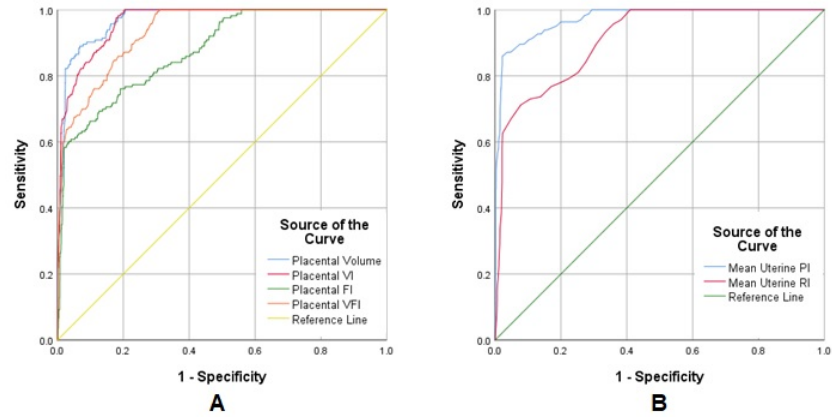 1.0
0.8
0.6
0.4
0.2
0.0
Sensitivity
0.0 0.2 0.4 0.6 0.8 1.0
1 - Specificity
Source of the
Curve
Placental Volume
Placental VI
Placental FI
Placental VFI
Reference Line
A
1.0
0.8
0.6
0.4
0.2
0.0
Sensitivity
0.0 0.2 0.4 0.6 0.8 1.0
1 - Specificity
Source of the
Curve
Mean Uterine PI
Mean Uterine RI
Reference Line
B